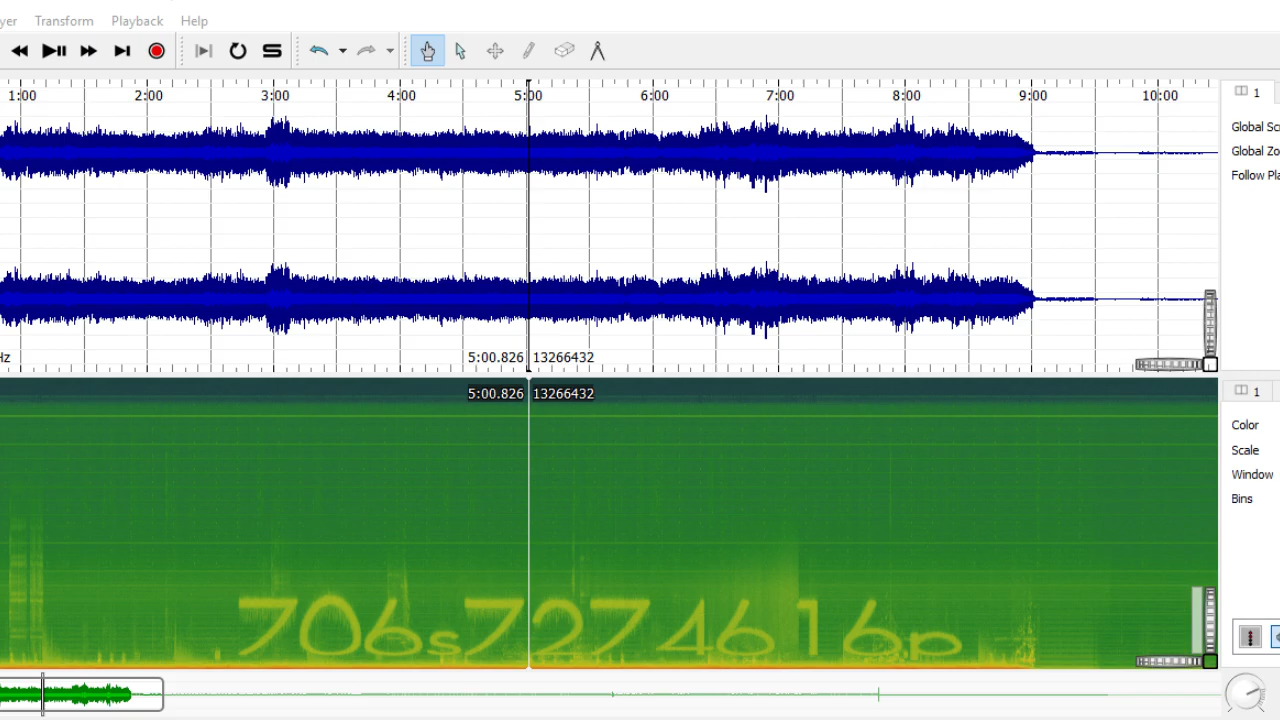 yer Transform Playback Help
1:00 2:00 3:00 4:00 5:00 6:00 7:00 8:00 9:00 10:00
1
Global Sc
Global Zo
Follow Pla
Hz 5:00.826 13266432
5:00.826 13266432
1
Color
Scale
Window
Bins
706s7274616p